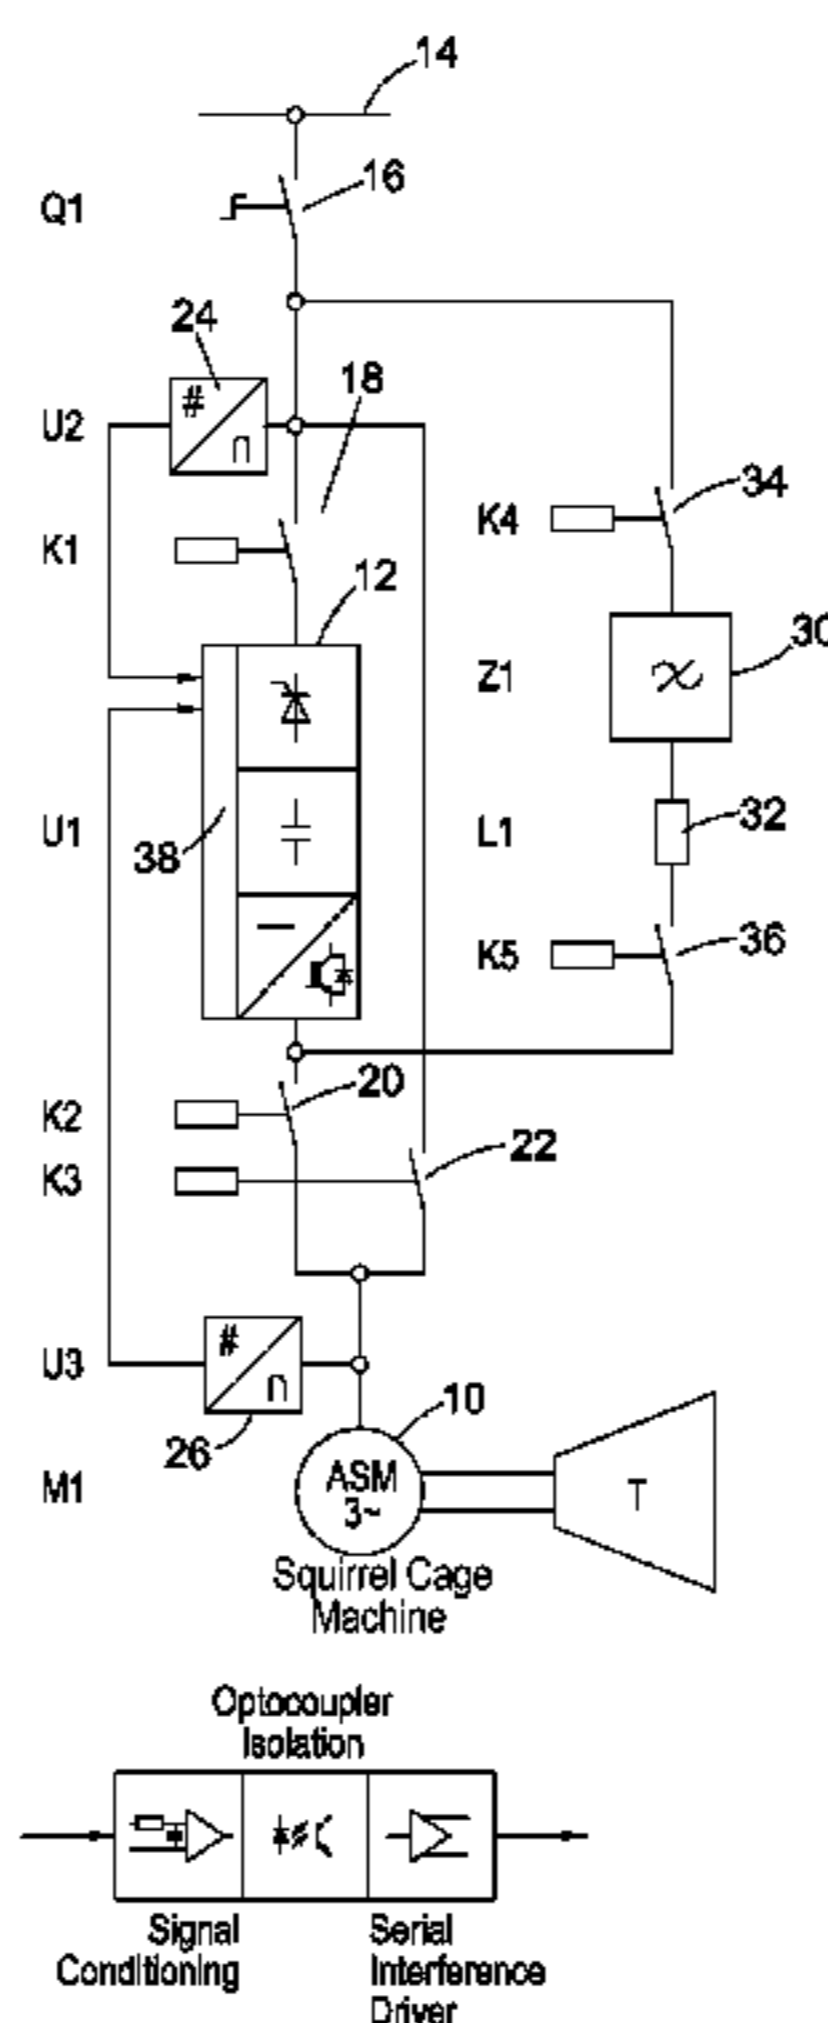 14
Q1
16
24
18
U2
#
n
34
K4
K1
12
30
Z1
U1
38
32
L1
36
K5
20
K2
22
K3
U3
#
n
10
26
M1
ASM
3~
T
Squirrel Cage
Machine
Optocoupler
Isolation
Signal
Conditioning
Serial
Interference
Driver